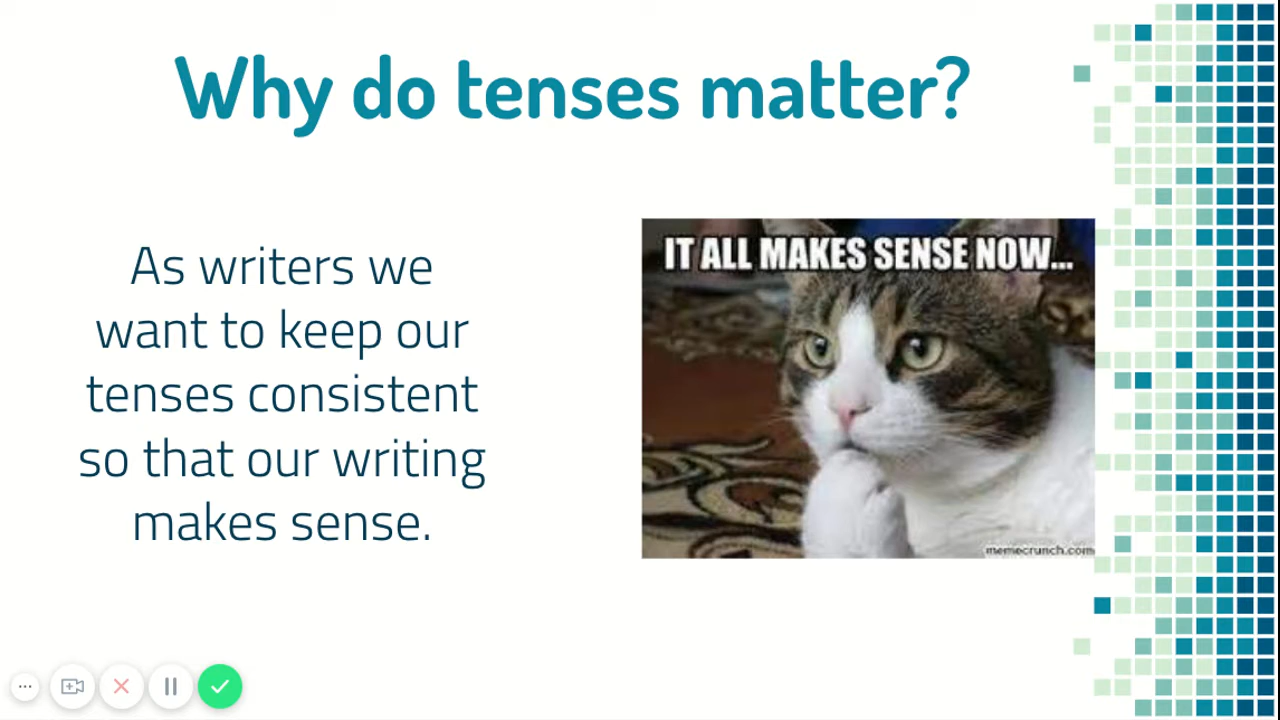 Why do tenses matter?
As writers we
want to keep our
tenses consistent
so that our writing
makes sense.
IT ALL MAKES SENSE NOW...
memecrunch.com